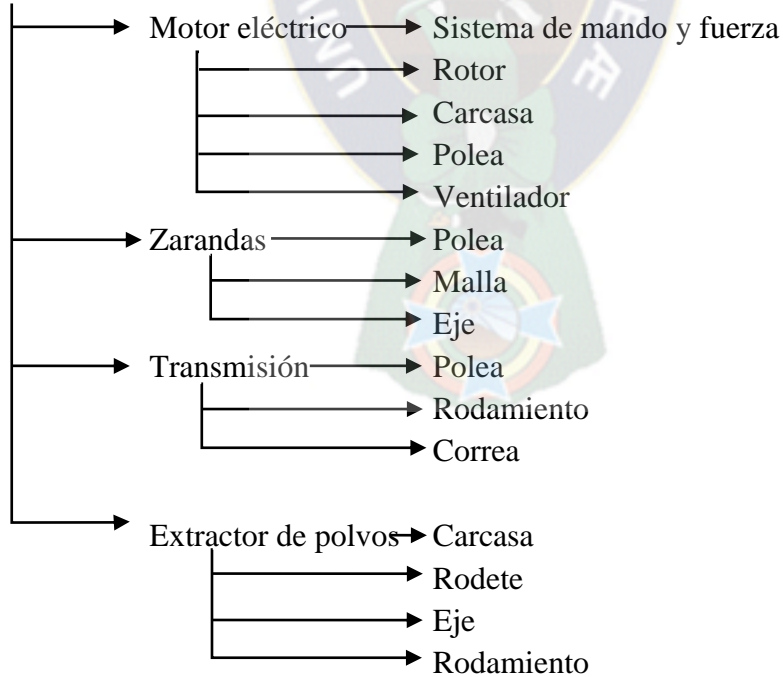 Motor eléctrico Sistema de mando y fuerza
Rotor
Carcasa
Polea
Ventilador
Zarandas Polea
Malla
Eje
Transmisión Polea
Rodamiento
Correa
Extractor de polvos Carcasa
Rodete
Eje
Rodamiento